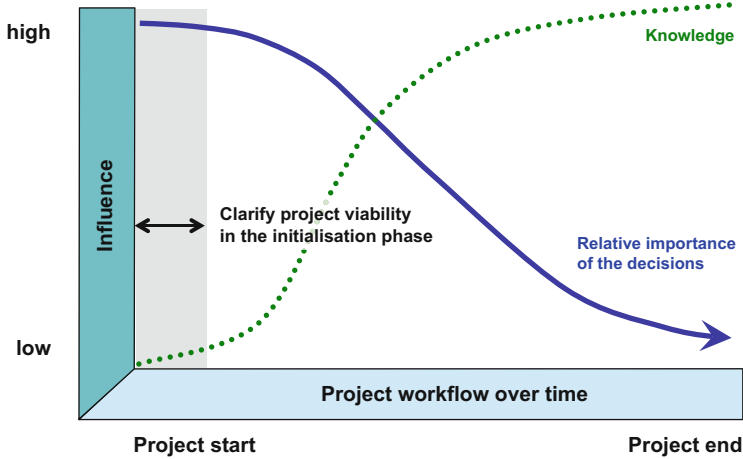 high
Knowledge
Influence
Clarify project viability
in the initialisation phase
Relative importance
of the decisions
low
Project workflow over time
Project start
Project end